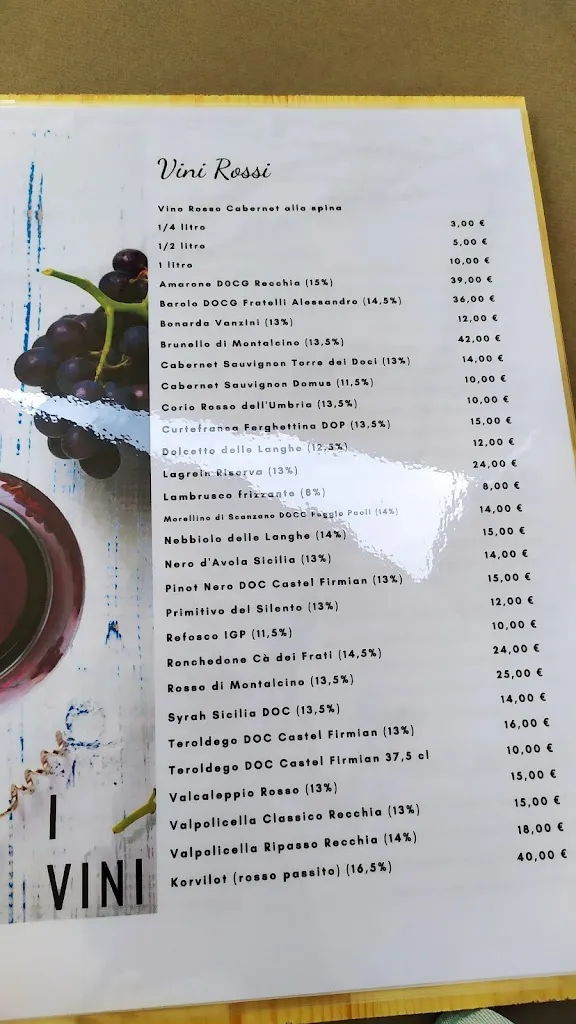 Vini Rossi
Vino Rosso Cabernet alla spina
1/4 litro 3,00 €
1/2 litro 5,00 €
1 litro 10,00 €
Amarone DOCG Recchia (15%) 39,00 €
Barolo DOCG Fratelli Alessandro (14,5%) 36,00 €
Bonarda Vanzini (13%) 12,00 €
Brunello di Montalcino (13,5%) 42,00 €
Cabernet Sauvignon Torre dei Doci (13%) 14,00 €
Cabernet Sauvignon Domus (11,5%) 10,00 €
Corio Rosso dell'Umbria (13,5%) 10,00 €
Curtefranca Ferghettina DOP (13,5%) 15,00 €
Dolcetto delle Langhe (12,5%) 12,00 €
Lagrein Riserva (13%) 24,00 €
Lambrusco frizzante (8%) 8,00 €
Morellino di Scanzano DOCG Poggio Paoli (14%) 14,00 €
Nebbiolo delle Langhe (14%) 15,00 €
Nero d'Avola Sicilia (13%) 14,00 €
Pinot Nero DOC Castel Firmian (13%) 15,00 €
Primitivo del Silento (13%) 12,00 €
Refosco IGP (11,5%) 10,00 €
Ronchedone Cà dei Frati (14,5%) 24,00 €
Rosso di Montalcino (13,5%) 25,00 €
Syrah Sicilia DOC (13,5%) 14,00 €
Teroldego DOC Castel Firmian (13%) 16,00 €
Teroldego DOC Castel Firmian 37,5 cl 10,00 €
Valcaleppio Rosso (13%) 15,00 €
Valpolicella Classico Recchia (13%) 15,00 €
Valpolicella Ripasso Recchia (14%) 18,00 €
Korvilot (rosso passito) (16,5%) 40,00 €
I
VINI